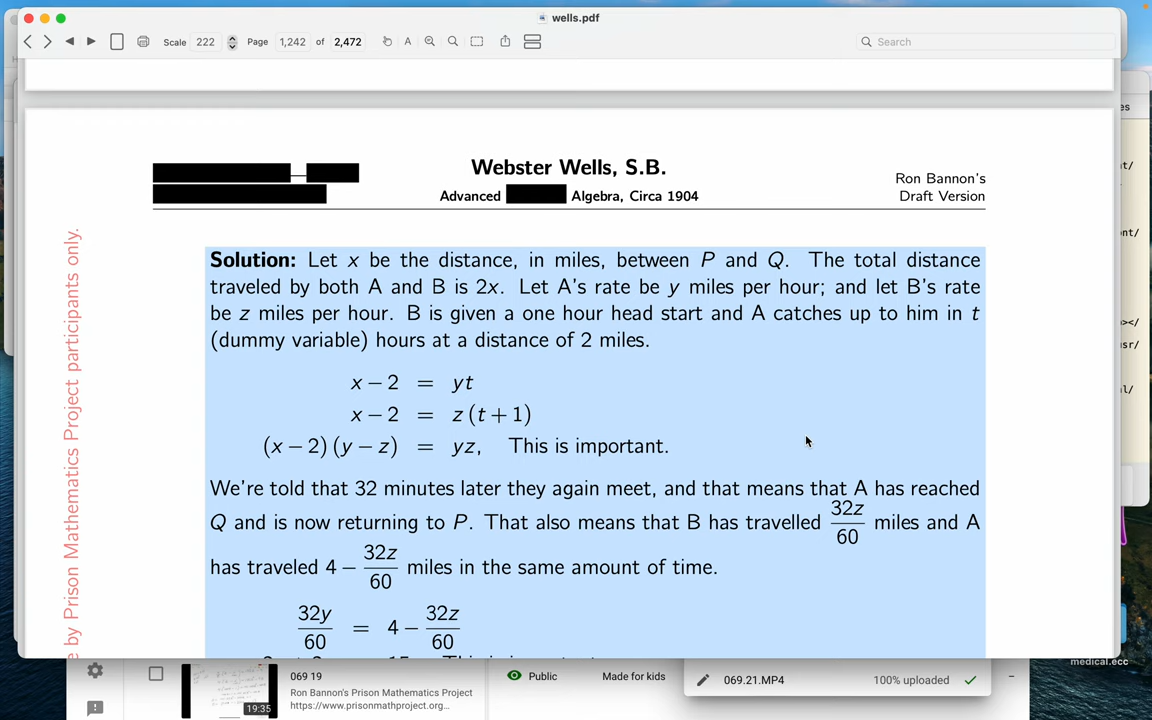 wells.pdf
Scale 222 Page 1,242 of 2,472 A Search
Webster Wells, S.B.
Advanced Algebra, Circa 1904
Ron Bannon's
Draft Version
e by Prison Mathematics Project participants only.
Solution: Let x be the distance, in miles, between P and Q. The total distance
traveled by both A and B is 2x. Let A's rate be y miles per hour; and let B's rate
be z miles per hour. B is given a one hour head start and A catches up to him in t
(dummy variable) hours at a distance of 2 miles.
x − 2 = yt
x − 2 = z (t + 1)
(x − 2) (y − z) = yz, This is important.
We're told that 32 minutes later they again meet, and that means that A has reached
Q and is now returning to P. That also means that B has travelled 32z/60 miles and A
has traveled 4 − 32z/60 miles in the same amount of time.
32y/60 = 4 − 32z/60
es
t/
nt/
></
usr/
l/
medical.ecc
069 19
Ron Bannon's Prison Mathematics Project
https://www.prisonmathproject.org...
19:35
Public
Made for kids
069.21.MP4
100% uploaded